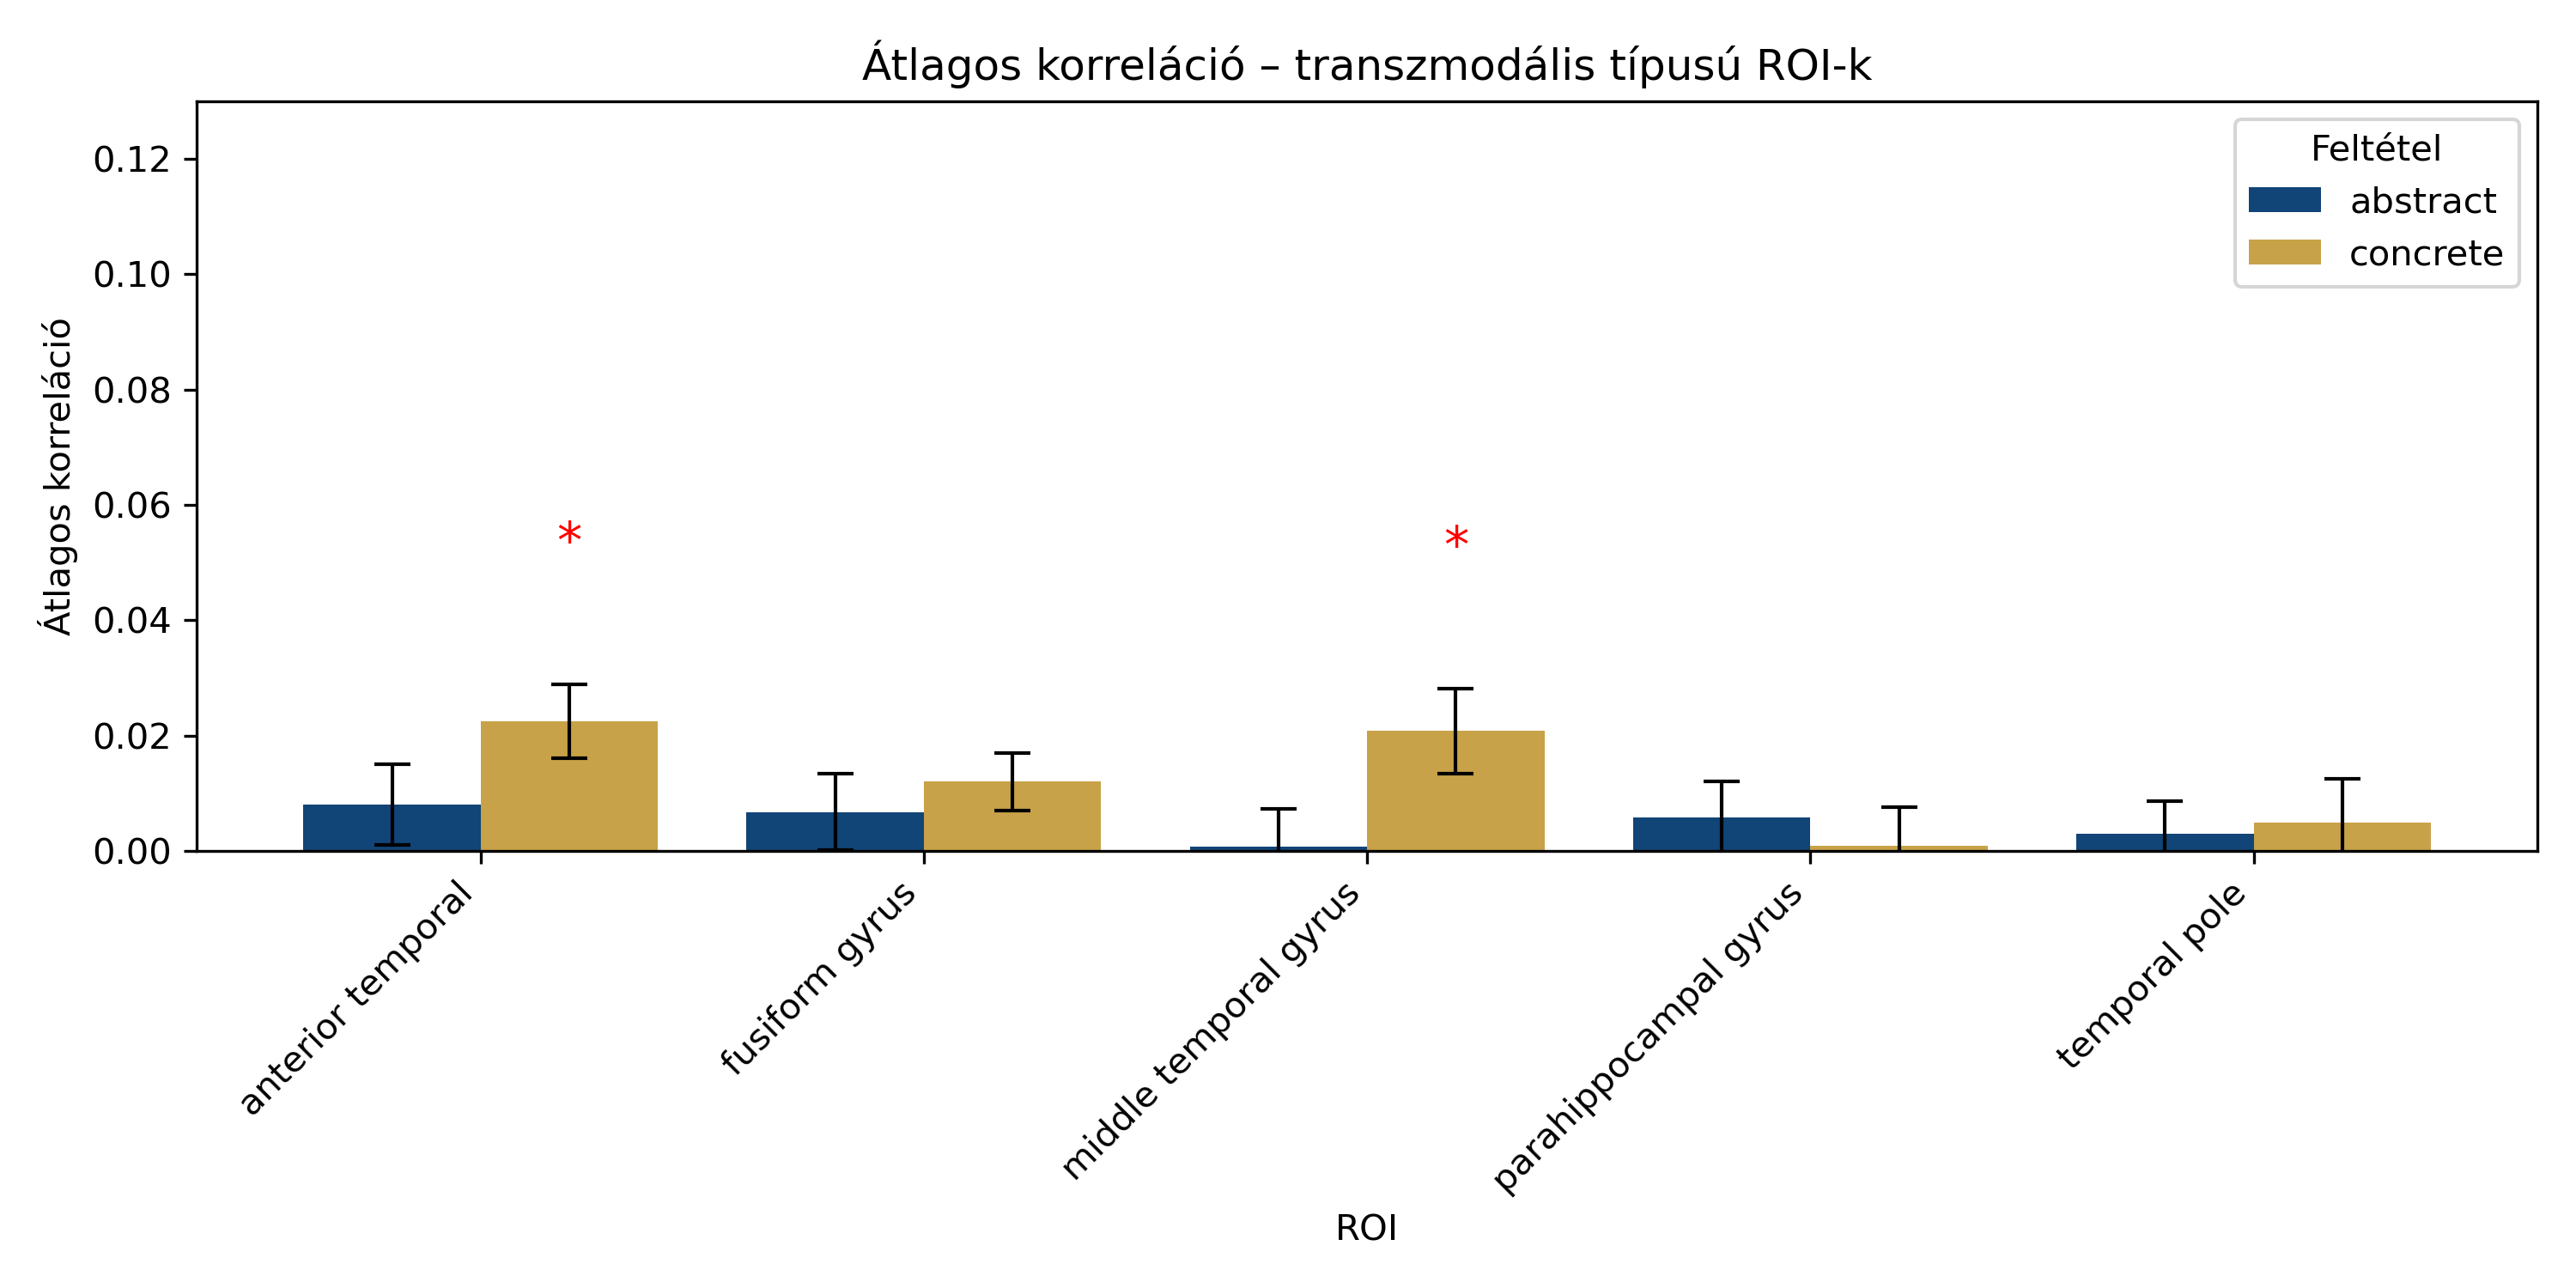 Átlagos korreláció – transzmodális típusú ROI-k
Átlagos korreláció
0.12
0.10
0.08
0.06
0.04
0.02
0.00
Feltétel
abstract
concrete
*
*
anterior temporal
fusiform gyrus
middle temporal gyrus
parahippocampal gyrus
temporal pole
ROI